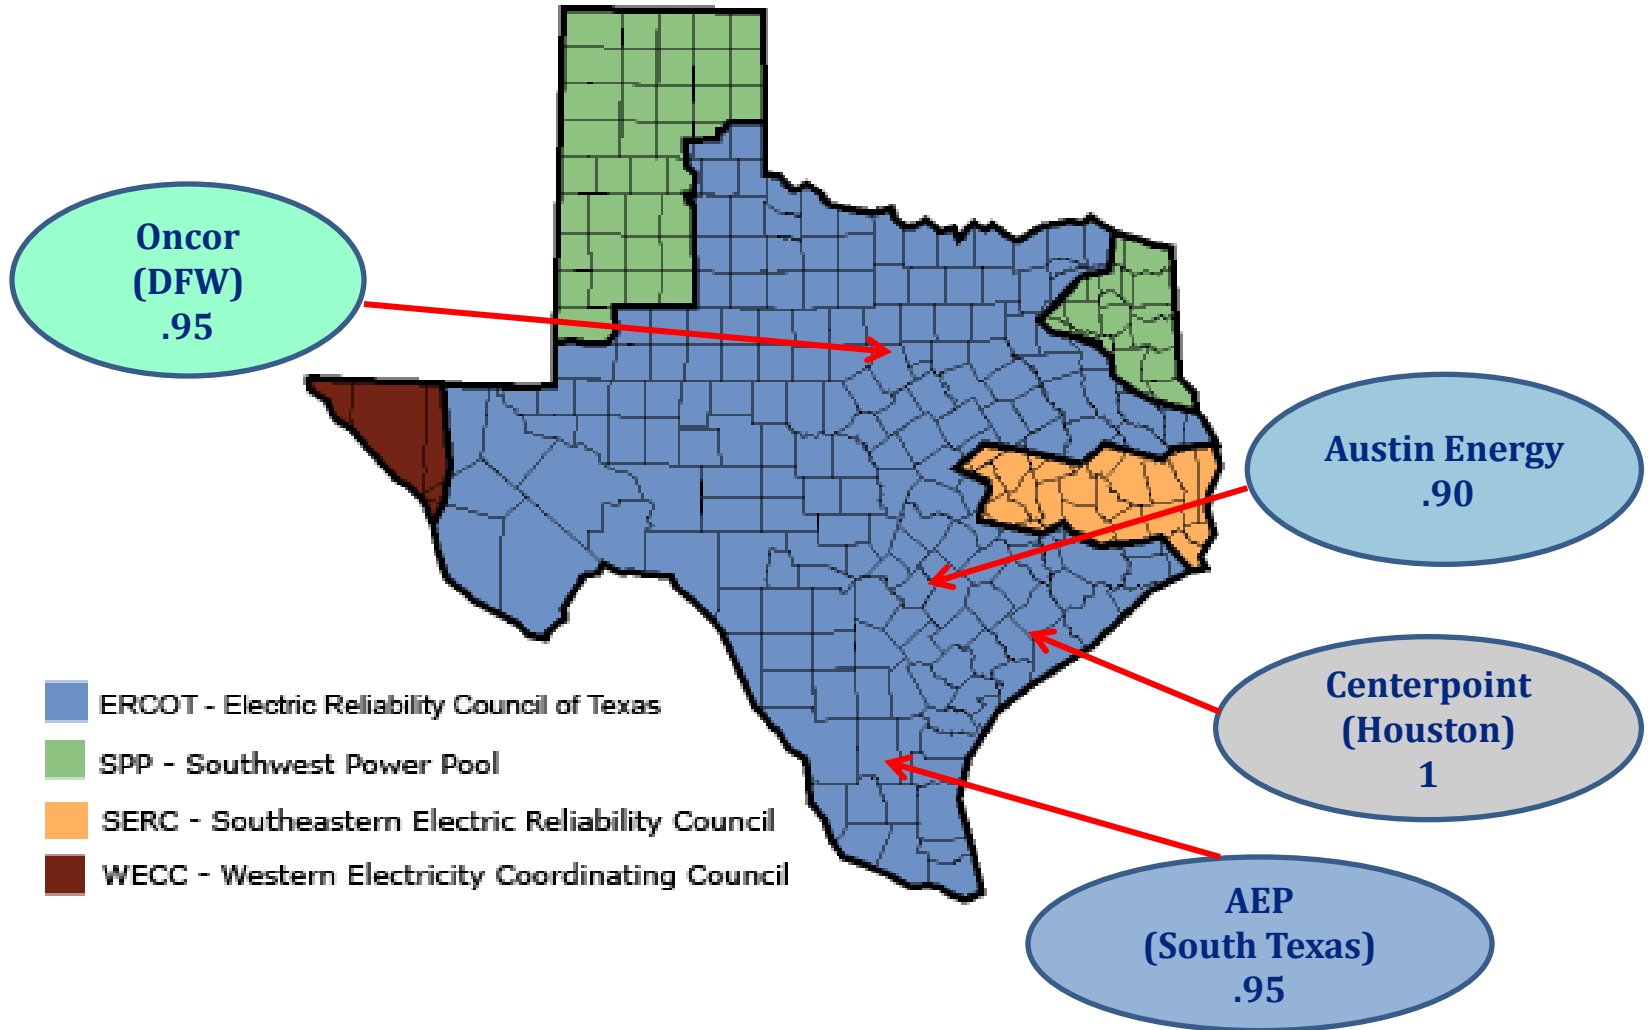 Oncor
(DFW)
.95
Austin Energy
.90
Centerpoint
(Houston)
1
AEP
(South Texas)
.95
ERCOT - Electric Reliability Council of Texas
SPP - Southwest Power Pool
SERC - Southeastern Electric Reliability Council
WECC - Western Electricity Coordinating Council